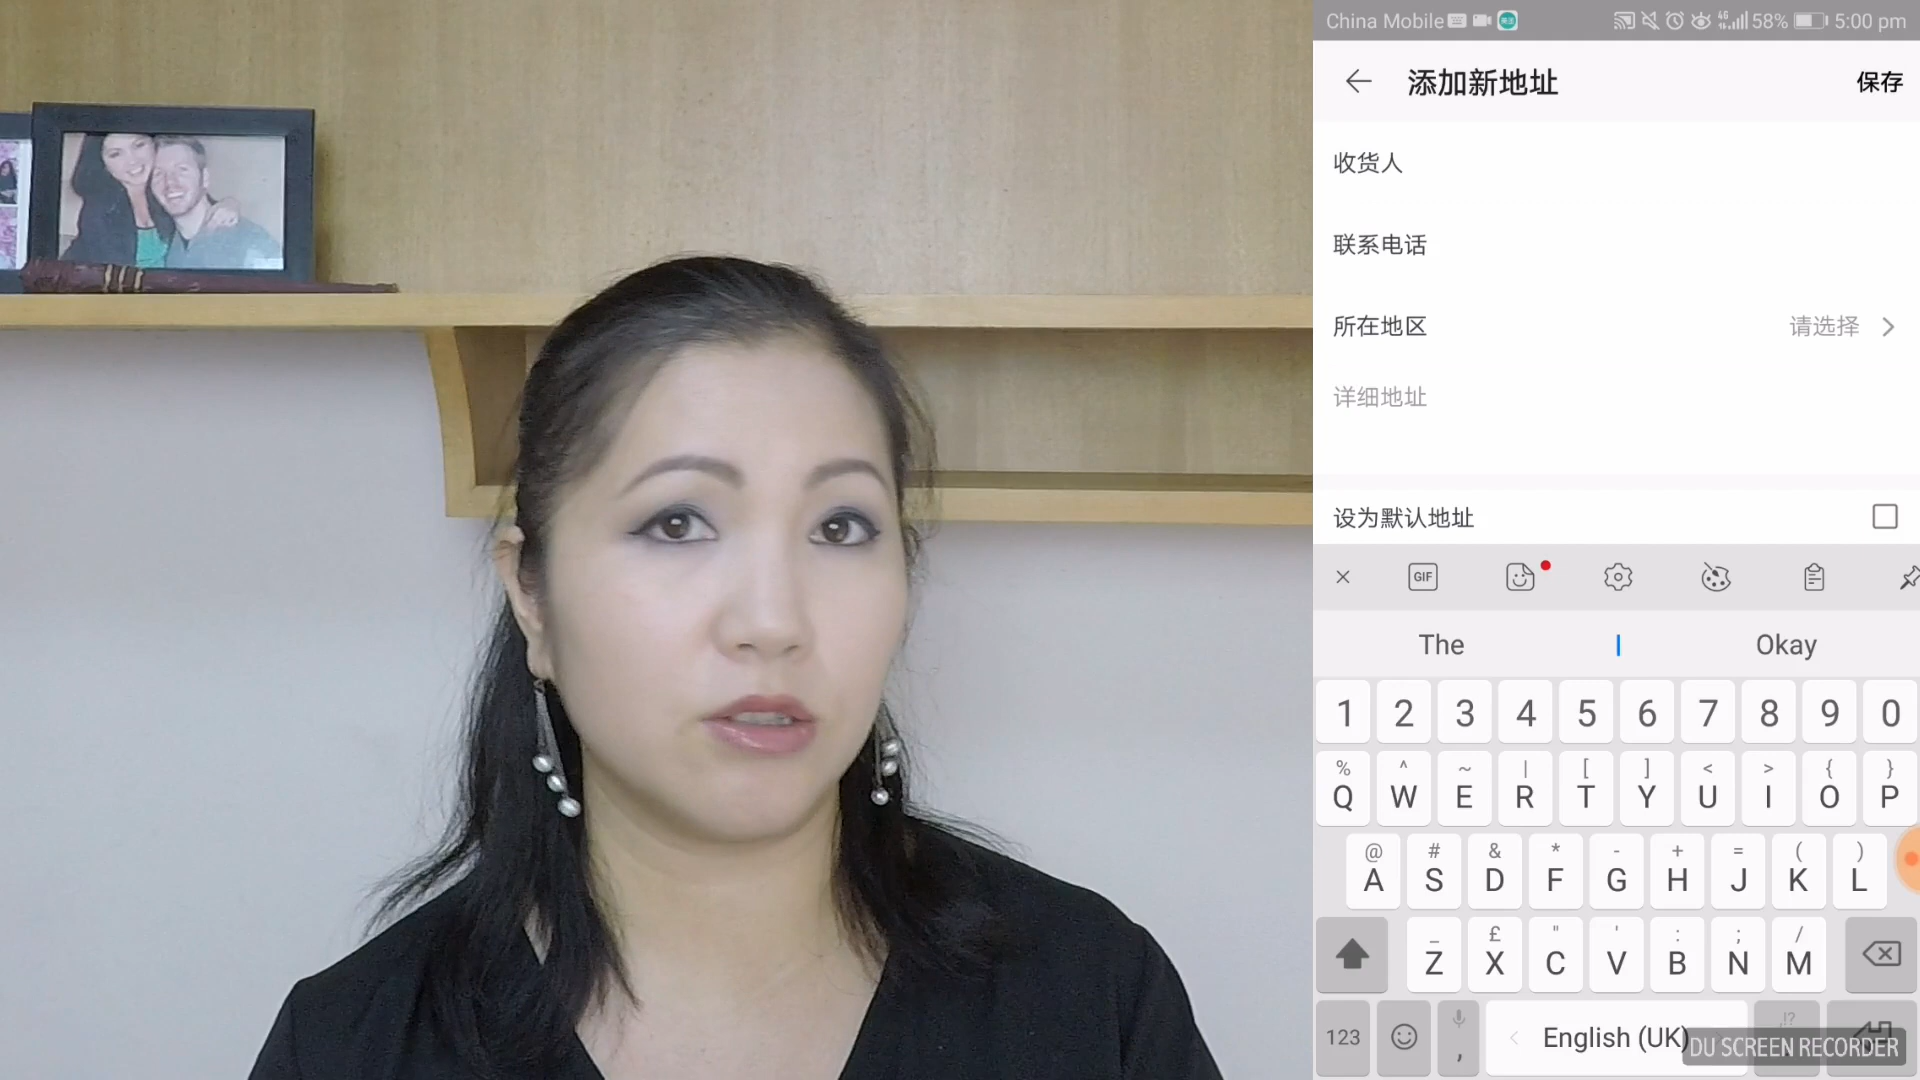 China Mobile 4G 58% 5:00 pm
添加新地址 保存
收货人
联系电话
所在地区 请选择
详细地址
设为默认地址
GIF
The Okay
1 2 3 4 5 6 7 8 9 0
% ^ ~ | [ ] < > { }
Q W E R T Y U I O P
@ # & * - + = ( )
A S D F G H J K L
_ £ " ' : ; /
Z X C V B N M
,!?
123 , English (UK)
DU SCREEN RECORDER